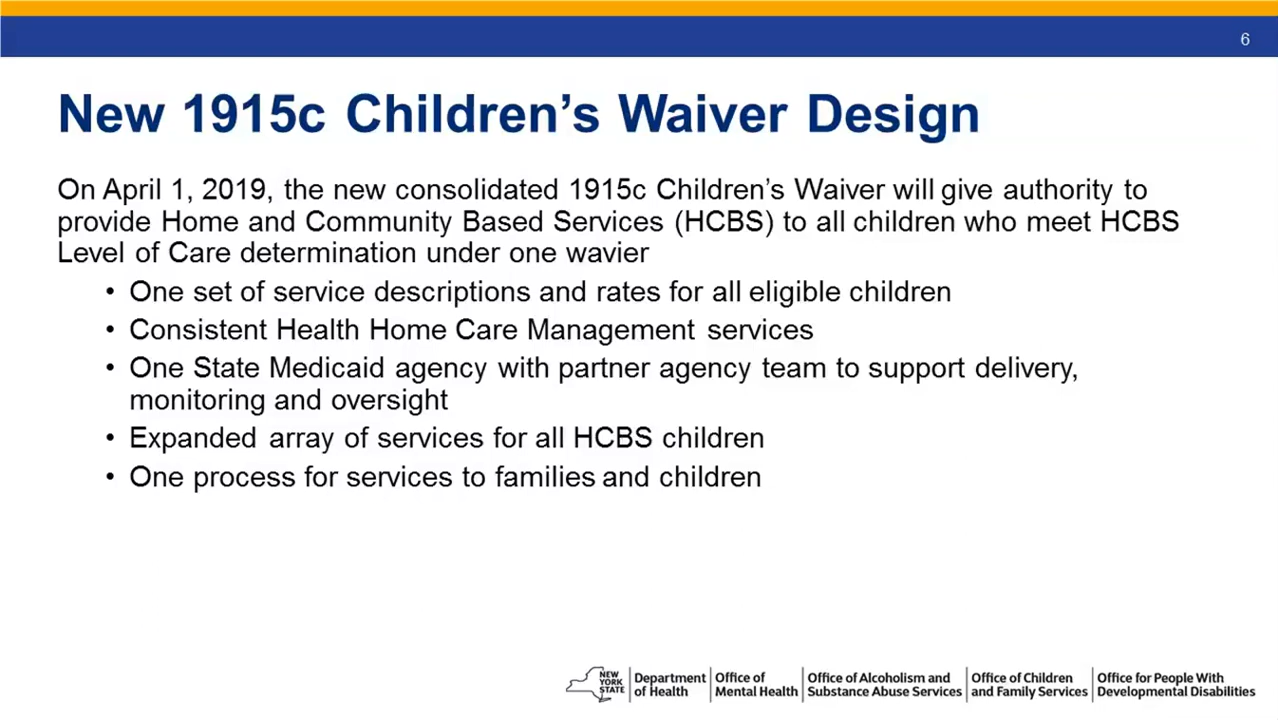 6
New 1915c Children’s Waiver Design
On April 1, 2019, the new consolidated 1915c Children’s Waiver will give authority to
provide Home and Community Based Services (HCBS) to all children who meet HCBS
Level of Care determination under one wavier
• One set of service descriptions and rates for all eligible children
• Consistent Health Home Care Management services
• One State Medicaid agency with partner agency team to support delivery,
monitoring and oversight
• Expanded array of services for all HCBS children
• One process for services to families and children
NEW
YORK
STATE
Department
of Health
Office of
Mental Health
Office of Alcoholism and
Substance Abuse Services
Office of Children
and Family Services
Office for People With
Developmental Disabilities